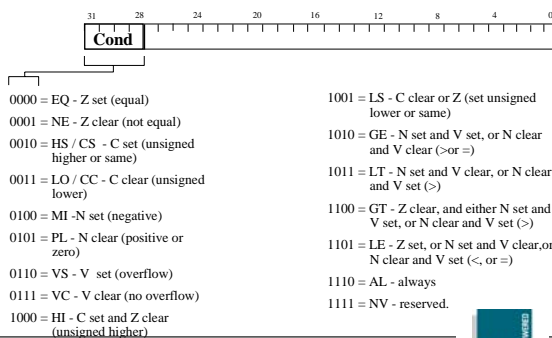 31 28 24 20 16 12 8 4 0
Cond
0000 = EQ - Z set (equal)
0001 = NE - Z clear (not equal)
0010 = HS / CS - C set (unsigned
higher or same)
0011 = LO / CC - C clear (unsigned
lower)
0100 = MI -N set (negative)
0101 = PL - N clear (positive or
zero)
0110 = VS - V set (overflow)
0111 = VC - V clear (no overflow)
1000 = HI - C set and Z clear
(unsigned higher)
1001 = LS - C clear or Z (set unsigned
lower or same)
1010 = GE - N set and V set, or N clear
and V clear (>or =)
1011 = LT - N set and V clear, or N clear
and V set (>)
1100 = GT - Z clear, and either N set and
V set, or N clear and V set (>)
1101 = LE - Z set, or N set and V clear,or
N clear and V set (<, or =)
1110 = AL - always
1111 = NV - reserved.
WERED